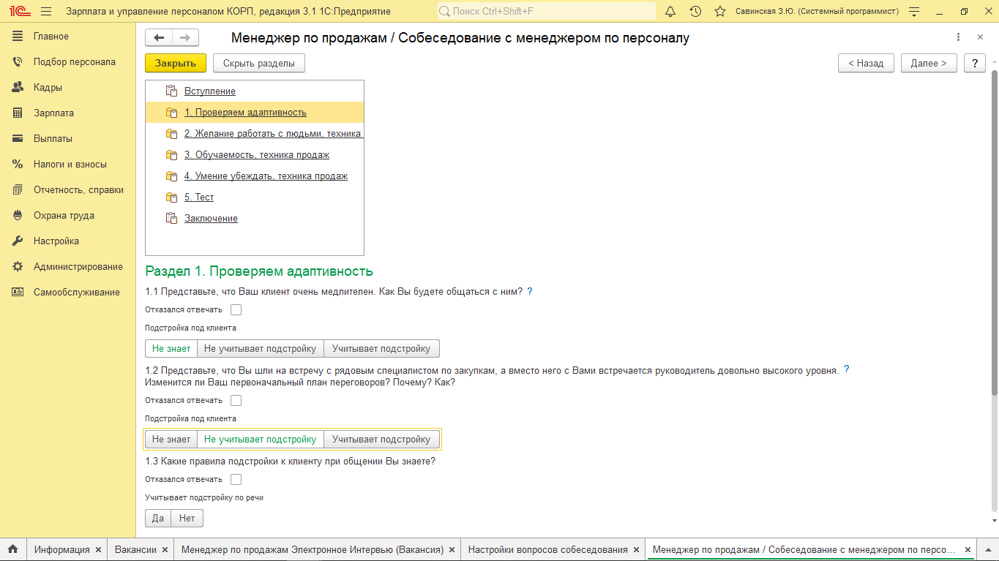 1С Зарплата и управление персоналом КОРП, редакция 3.1 1С:Предприятие Поиск Ctrl+Shift+F Савинская З.Ю. (Системный программист)
Главное
Подбор персонала
Кадры
Зарплата
Выплаты
Налоги и взносы
Отчетность, справки
Охрана труда
Настройка
Администрирование
Самообслуживание
Менеджер по продажам / Собеседование с менеджером по персоналу
Закрыть Скрыть разделы < Назад Далее > ?
Вступление
1. Проверяем адаптивность
2. Желание работать с людьми, техника
3. Обучаемость, техника продаж
4. Умение убеждать, техника продаж
5. Тест
Заключение
Раздел 1. Проверяем адаптивность
1.1 Представьте, что Ваш клиент очень медлителен. Как Вы будете общаться с ним? ?
Отказался отвечать
Подстройка под клиента
Не знает Не учитывает подстройку Учитывает подстройку
1.2 Представьте, что Вы шли на встречу с рядовым специалистом по закупкам, а вместо него с Вами встречается руководитель довольно высокого уровня. ?
Изменится ли Ваш первоначальный план переговоров? Почему? Как?
Отказался отвечать
Подстройка под клиента
Не знает Не учитывает подстройку Учитывает подстройку
1.3 Какие правила подстройки к клиенту при общении Вы знаете?
Отказался отвечать
Учитывает подстройку по речи
Да Нет
Информация Вакансии Менеджер по продажам Электронное Интервью (Вакансия) Настройки вопросов собеседования Менеджер по продажам / Собеседование с менеджером по персо...